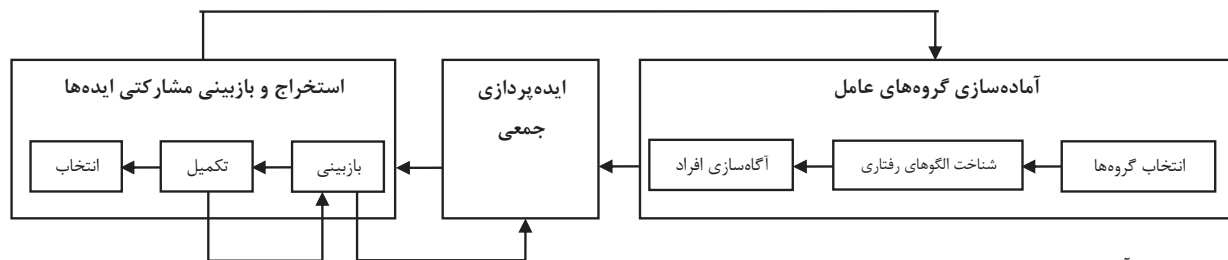 آماده‌سازی گروه‌های عامل
انتخاب گروه‌ها
شناخت الگوهای رفتاری
آگاه‌سازی افراد
ایده‌پردازی
جمعی
استخراج و بازبینی مشارکتی ایده‌ها
بازبینی
تکمیل
انتخاب